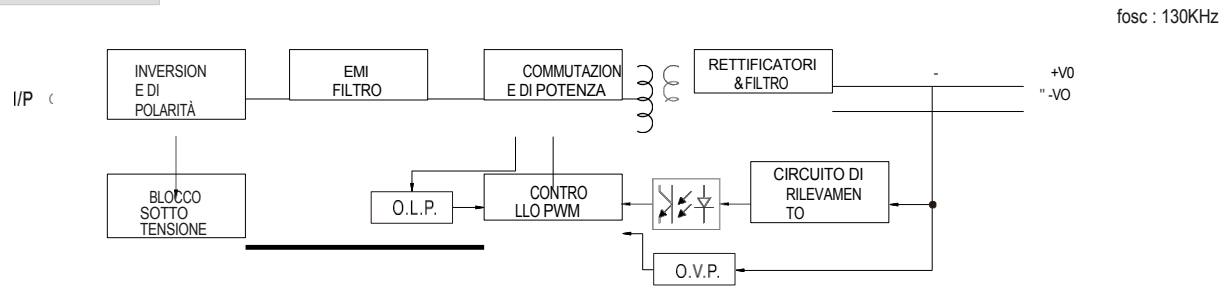 fosc : 130KHz
INVERSION
E DI
POLARITÀ
EMI
FILTRO
COMMUTAZION
E DI POTENZA
RETTIFICATORI
&FILTRO
-
+V0
I/P
" -VO
BLOCCO
SOTTO
TENSIONE
O.L.P.
CONTRO
LLO PWM
CIRCUITO DI
RILEVAMEN
TO
O.V.P.